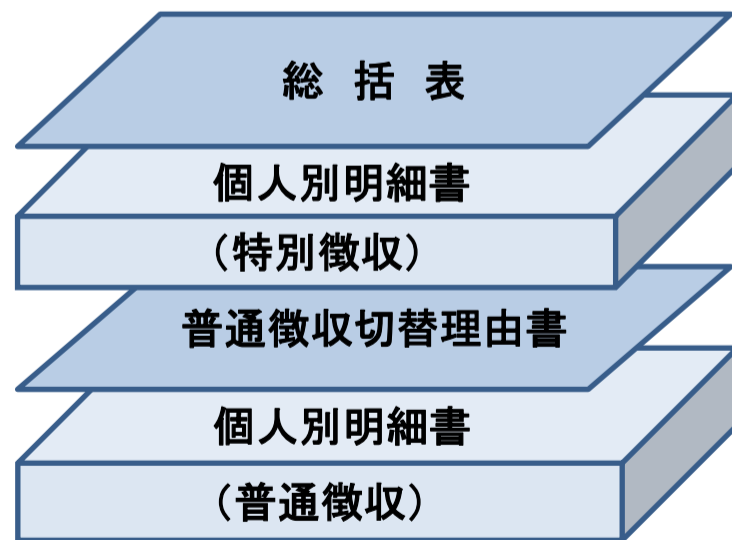 総 括 表
個人別明細書
（特別徴収）
普通徴収切替理由書
個人別明細書
（普通徴収）